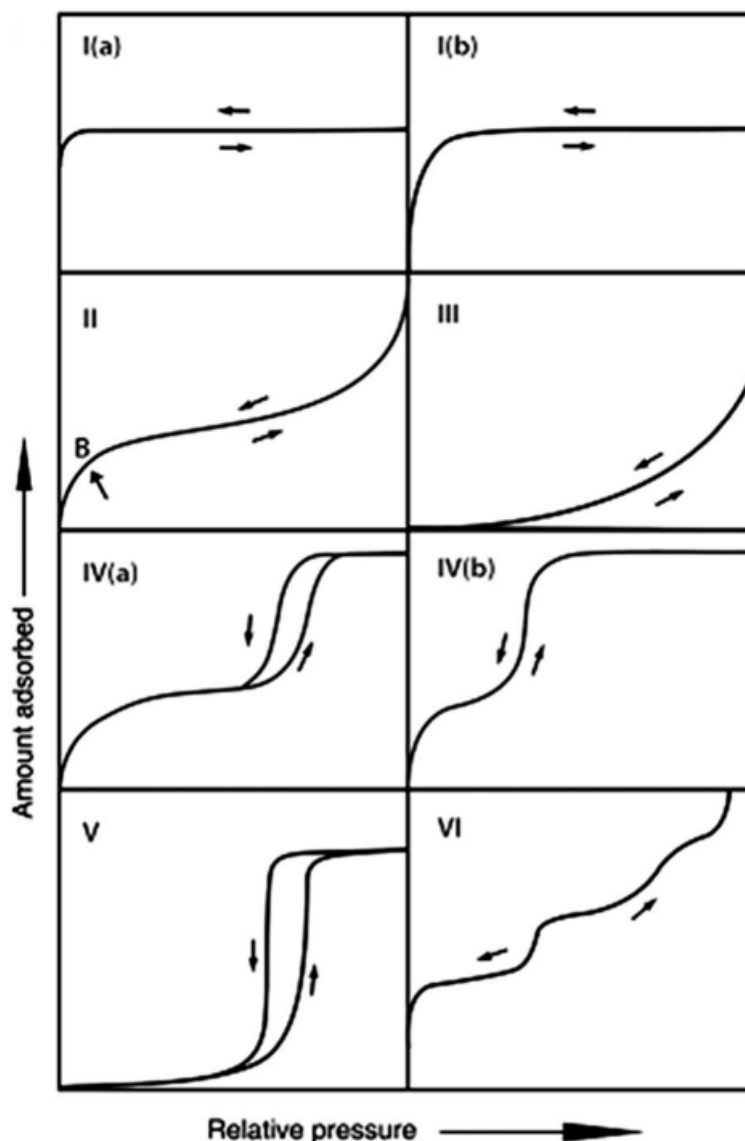 I(a)
I(b)
II
III
B
IV(a)
IV(b)
V
VI
Amount adsorbed
Relative pressure